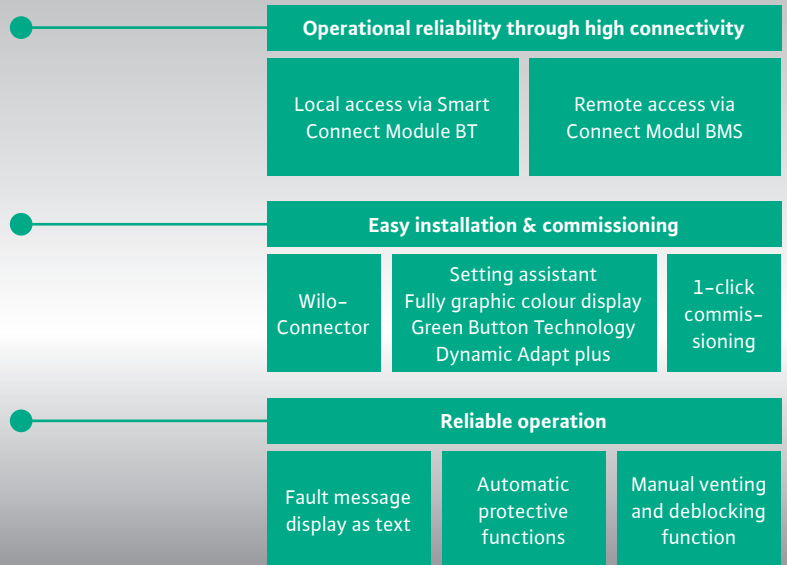 Operational reliability through high connectivity
Local access via Smart
Connect Module BT
Remote access via
Connect Modul BMS
Easy installation & commissioning
Wilo-
Connector
Setting assistant
Fully graphic colour display
Green Button Technology
Dynamic Adapt plus
1-click
commis-
sioning
Reliable operation
Fault message
display as text
Automatic
protective
functions
Manual venting
and deblocking
function